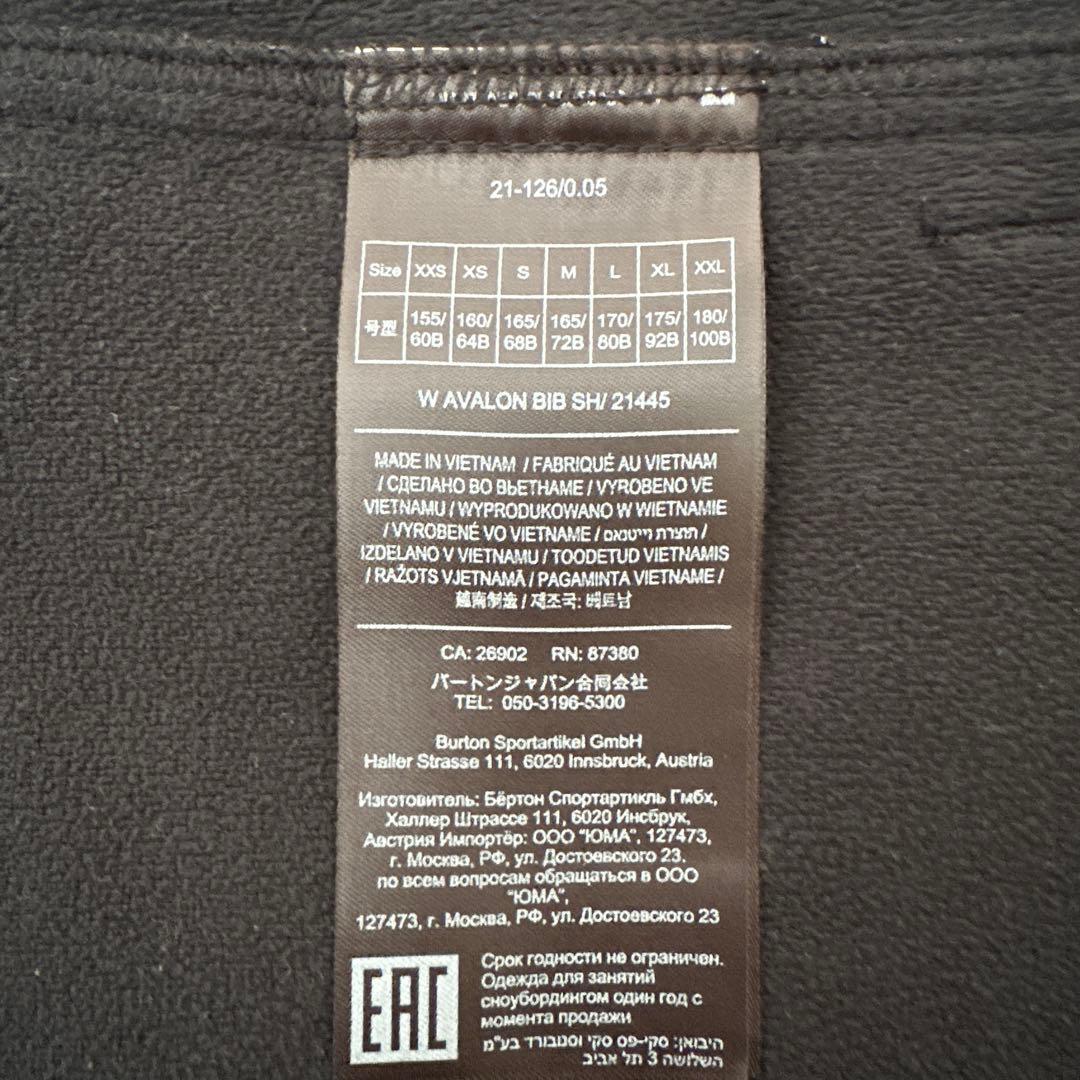 21-126/0.05
Size XXS XS S M L XL XXL
号型 155/60B 160/64B 165/68B 165/72B 170/80B 175/92B 180/100B
W AVALON BIB SH/ 21445
MADE IN VIETNAM / FABRIQUÉ AU VIETNAM
/ СДЕЛАНО ВО ВЬЕТНАМЕ / VYROBENO VE
VIETNAMU / WYPRODUKOWANO W WIETNAMIE
/ VYROBENÉ VO VIETNAME / תוצרת וייטנאם /
IZDELANO V VIETNAMU / TOODETUD VIETNAMIS
/ RAŽOTS VJETNAMĀ / PAGAMINTA VIETNAME /
越南制造 / 제조국: 베트남
CA: 26902 RN: 87380
バートンジャパン合同会社
TEL: 050-3196-5300
Burton Sportartikel GmbH
Haller Strasse 111, 6020 Innsbruck, Austria
Изготовитель: Бёртон Спортартикль Гмбх,
Халлер Штрассе 111, 6020 Инсбрук,
Австрия Импортёр: ООО "ЮМА", 127473,
г. Москва, РФ, ул. Достоевского 23.
по всем вопросам обращаться в ООО
"ЮМА",
127473, г. Москва, РФ, ул. Достоевского 23
EAC
Срок годности не ограничен.
Одежда для занятий
сноубордингом один год с
момента продажи
היבואן: סקי-פס סקי וסנובורד בע"מ
השלושה 3 תל אביב